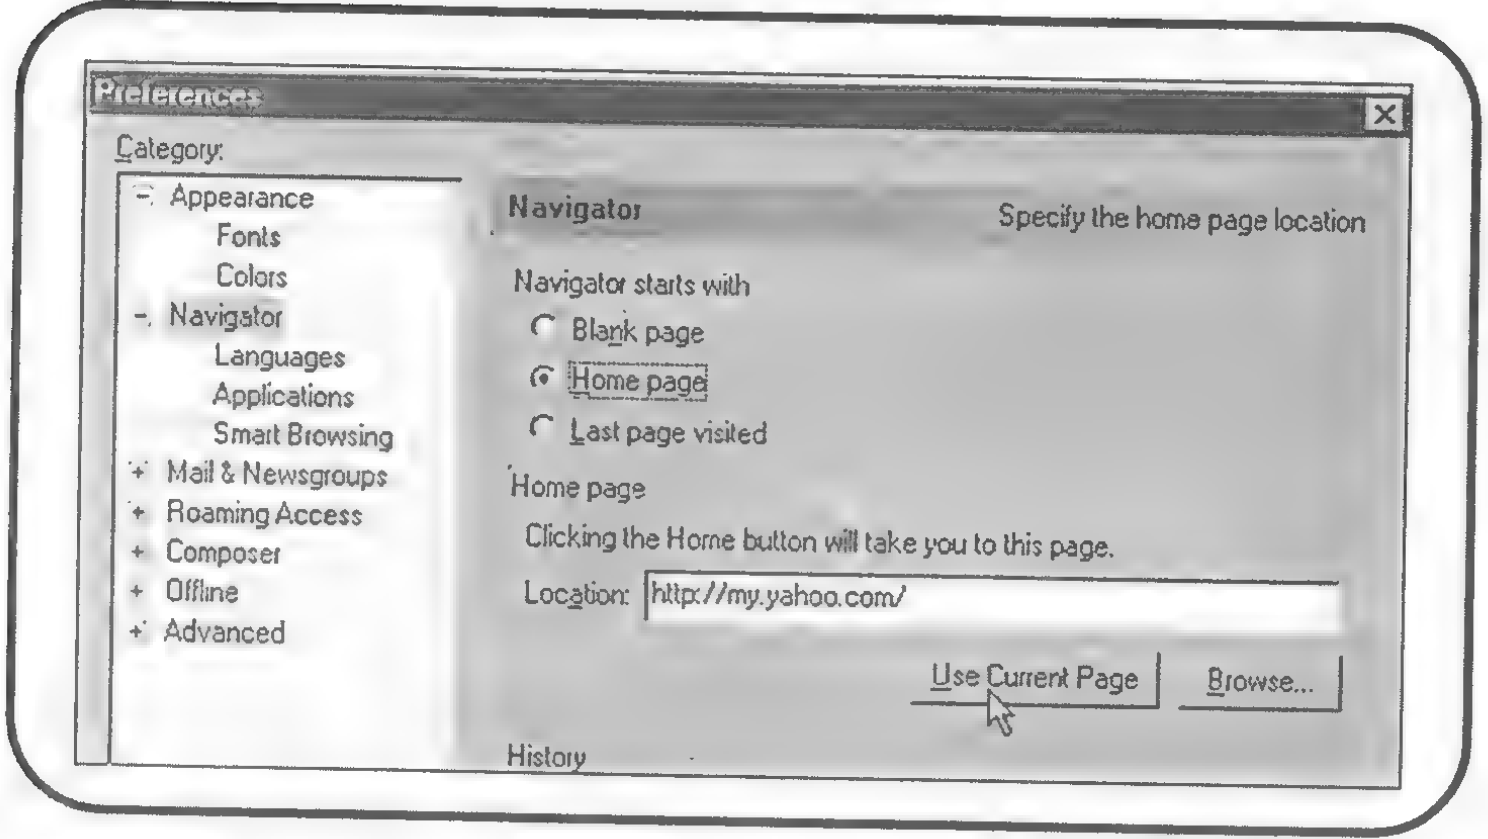 Preferences
Category:
Appearance
Fonts
Colors
Navigator
Languages
Applications
Smart Browsing
Mail & Newsgroups
Roaming Access
Composer
Offline
Advanced
Navigator Specify the home page location
Navigator starts with
Blank page
Home page
Last page visited
Home page
Clicking the Home button will take you to this page.
Location: http://my.yahoo.com/
Use Current Page Browse...
History